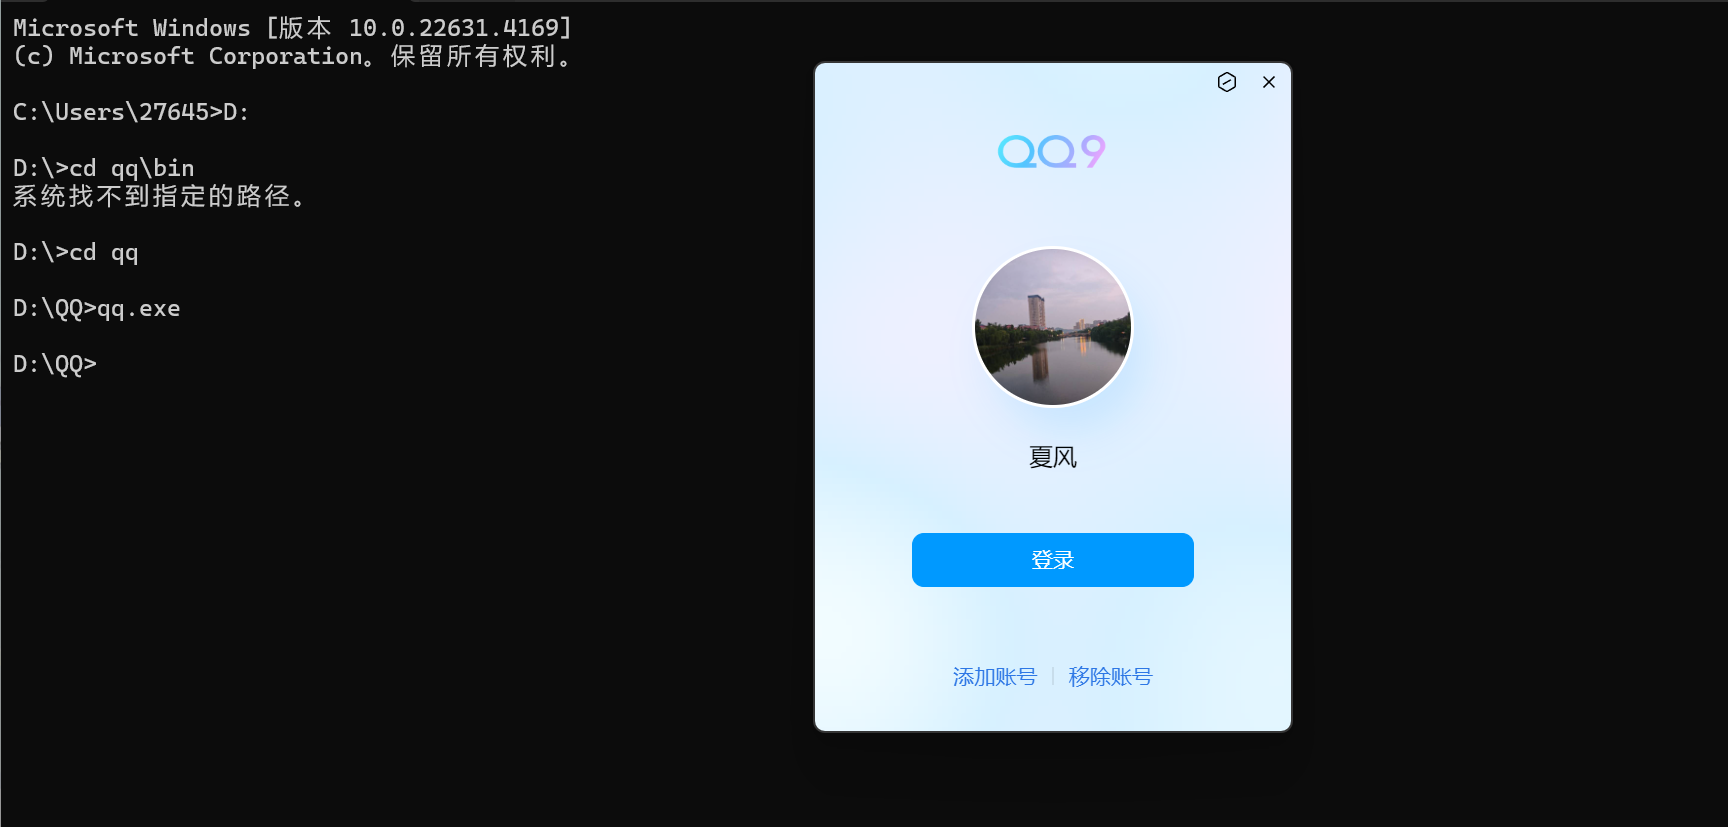 Microsoft Windows [版本 10.0.22631.4169]
(c) Microsoft Corporation。保留所有权利。
C:\Users\27645>D:
D:\>cd qq\bin
系统找不到指定的路径。
D:\>cd qq
D:\QQ>qq.exe
D:\QQ>
QQ9
夏风
登录
添加账号 | 移除账号